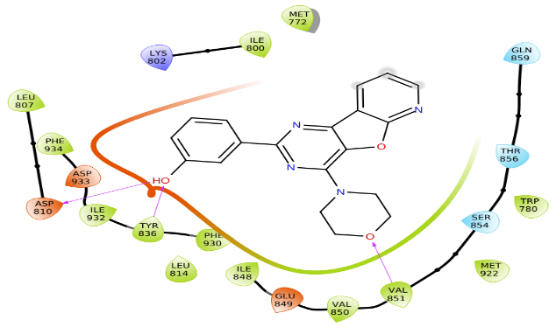 MET
772
ILE
800
LYS
802
GLN
859
LEU
807
PHE
934
ASP
933
ASP
810
ILE
932
TYR
836
PHE
930
LEU
814
ILE
848
GLU
849
VAL
850
VAL
851
MET
922
SER
854
TRP
780
THR
856
HO
N
N
N
O
N
O